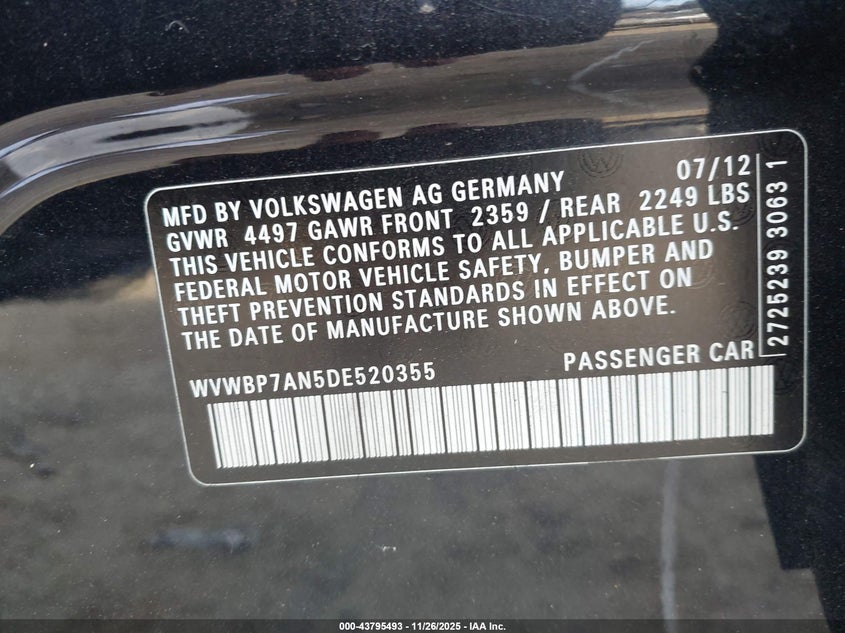 MFD BY VOLKSWAGEN AG GERMANY 07/12
GVWR 4497 GAWR FRONT 2359 / REAR 2249 LBS
THIS VEHICLE CONFORMS TO ALL APPLICABLE U.S.
FEDERAL MOTOR VEHICLE SAFETY, BUMPER AND
THEFT PREVENTION STANDARDS IN EFFECT ON
THE DATE OF MANUFACTURE SHOWN ABOVE.
WVWBP7AN5DE520355 PASSENGER CAR
2725239 3063 1
000-43795493 - 11/26/2025 - IAA Inc.